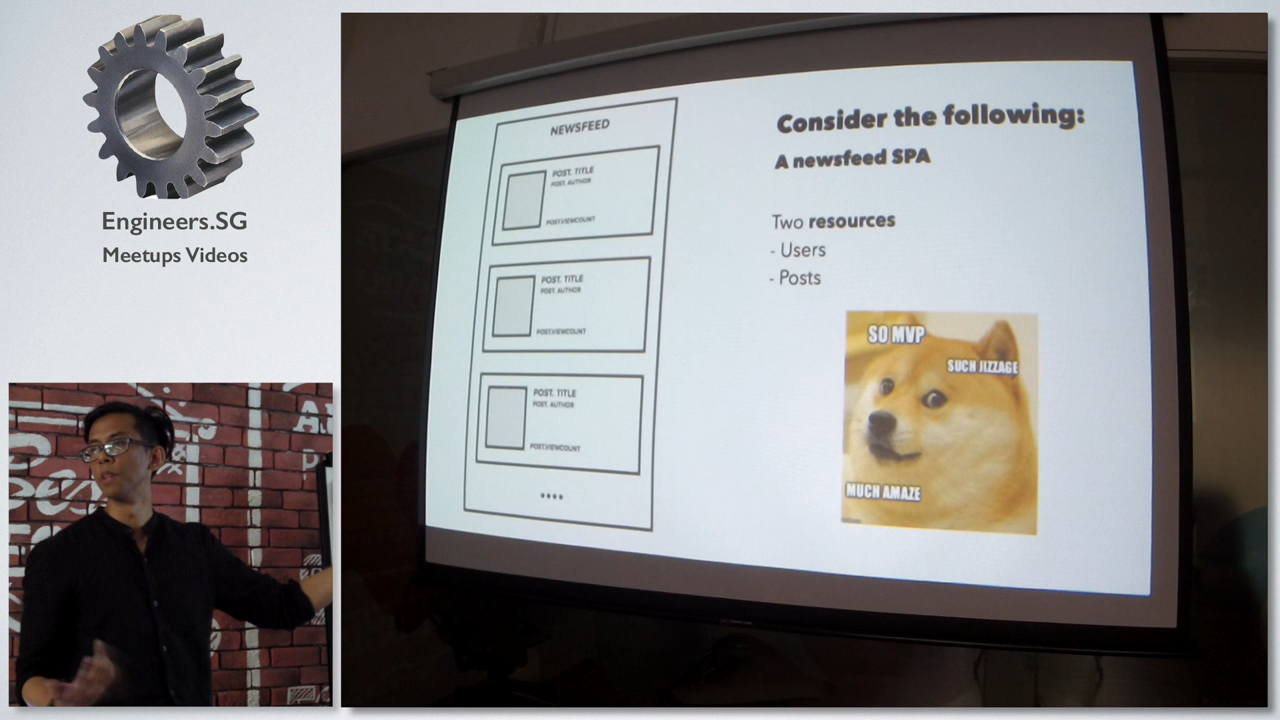 Engineers.SG
Meetups Videos
NEWSFEED
POST. TITLE
POST. AUTHOR
POST.VIEWCOUNT
POST. TITLE
POST. AUTHOR
POST.VIEWCOUNT
POST. TITLE
POST. AUTHOR
POST.VIEWCOUNT
Consider the following:
A newsfeed SPA
Two resources
- Users
- Posts
SO MVP
SUCH JIZZAGE
MUCH AMAZE